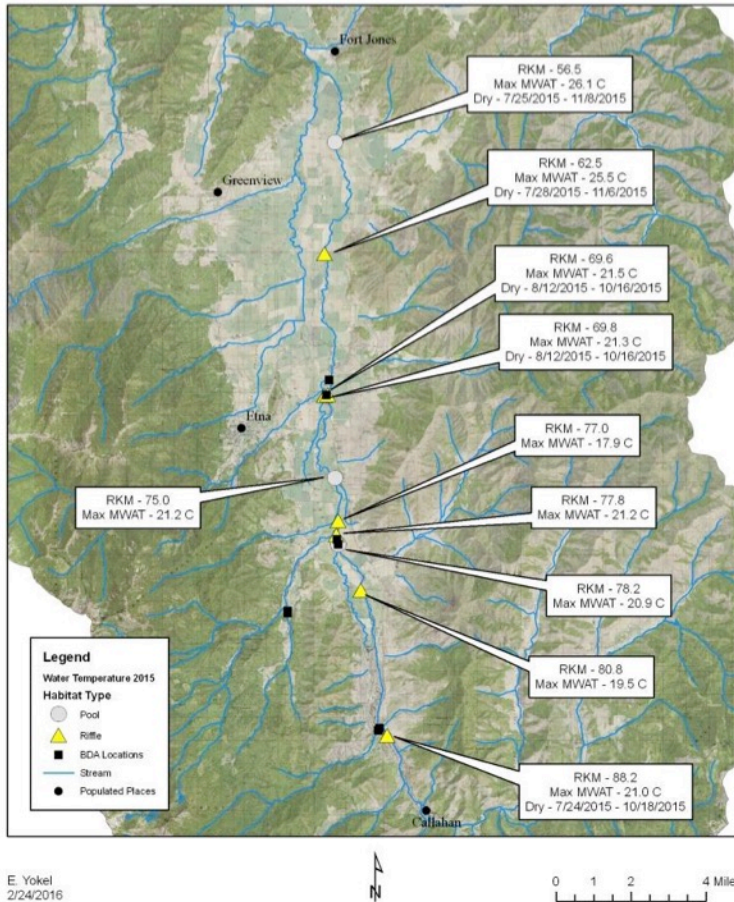 Fort Jones
RKM - 56.5
Max MWAT - 26.1 C
Dry - 7/25/2015 - 11/8/2015
Greenview
RKM - 62.5
Max MWAT - 25.5 C
Dry - 7/28/2015 - 11/6/2015
RKM - 69.6
Max MWAT - 21.5 C
Dry - 8/12/2015 - 10/16/2015
RKM - 69.8
Max MWAT - 21.3 C
Dry - 8/12/2015 - 10/16/2015
Etna
RKM - 77.0
Max MWAT - 17.9 C
RKM - 75.0
Max MWAT - 21.2 C
RKM - 77.8
Max MWAT - 21.2 C
RKM - 78.2
Max MWAT - 20.9 C
RKM - 80.8
Max MWAT - 19.5 C
Legend
Water Temperature 2015
Habitat Type
Pool
Riffle
BDA Locations
Stream
Populated Places
RKM - 88.2
Max MWAT - 21.0 C
Dry - 7/24/2015 - 10/18/2015
Callahan
E. Yokel
2/24/2016
N
0 1 2 4 Mile